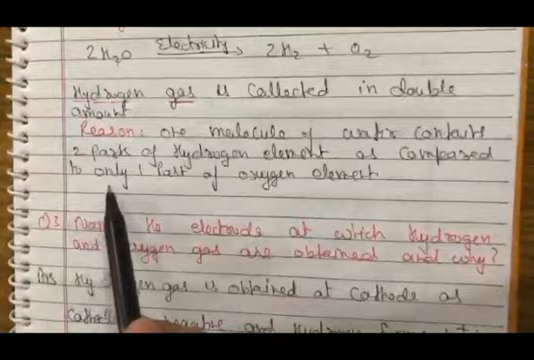 2H₂O Electricity→ 2H₂ + O₂
Hydrogen gas is collected in double
amount
Reason: one molecule of water contains
2 parts of Hydrogen element as compared
to only 1 part of oxygen element
Q3 the electrode at which Hydrogen
and oxygen gas are obtained and why?
Ans gas is obtained at cathode as
Cathode and